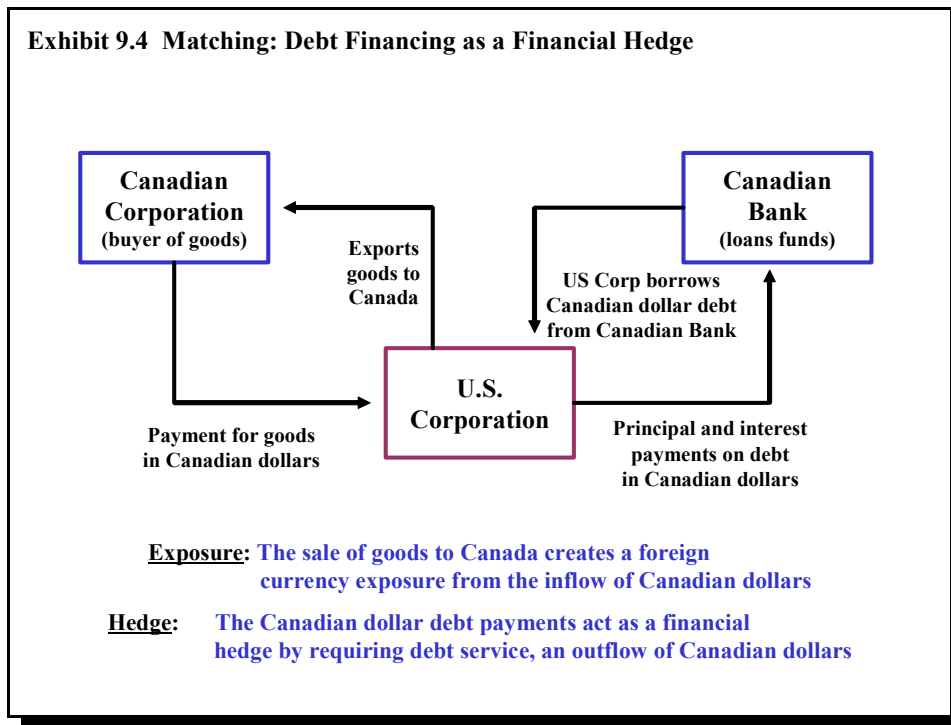 Exhibit 9.4 Matching: Debt Financing as a Financial Hedge
Canadian
Corporation
(buyer of goods)
Canadian
Bank
(loans funds)
Exports
goods to
Canada
US Corp borrows
Canadian dollar debt
from Canadian Bank
U.S.
Corporation
Payment for goods
in Canadian dollars
Principal and interest
payments on debt
in Canadian dollars
Exposure: The sale of goods to Canada creates a foreign
currency exposure from the inflow of Canadian dollars
Hedge: The Canadian dollar debt payments act as a financial
hedge by requiring debt service, an outflow of Canadian dollars